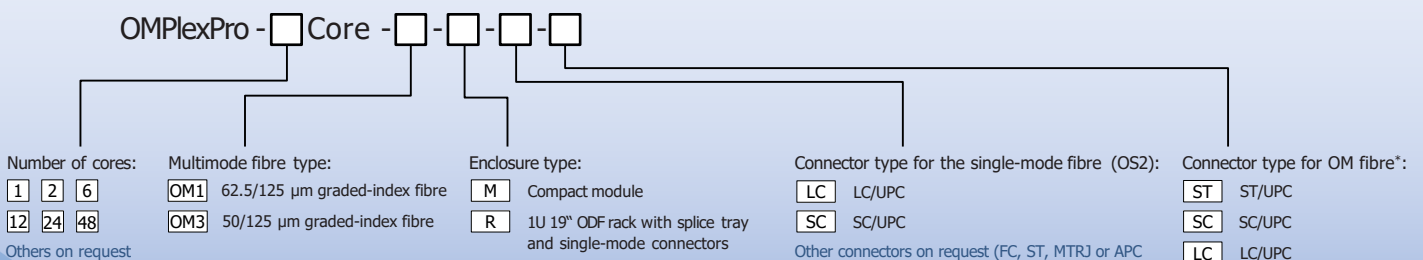 OMPlexPro - Core - - - -
Number of cores:
1 2 6
12 24 48
Others on request
Multimode fibre type:
OM1 62.5/125 µm graded-index fibre
OM3 50/125 µm graded-index fibre
Enclosure type:
M Compact module
R 1U 19“ ODF rack with splice tray
and single-mode connectors
Connector type for the single-mode fibre (OS2):
LC LC/UPC
SC SC/UPC
Other connectors on request (FC, ST, MTRJ or APC
Connector type for OM fibre*:
ST ST/UPC
SC SC/UPC
LC LC/UPC